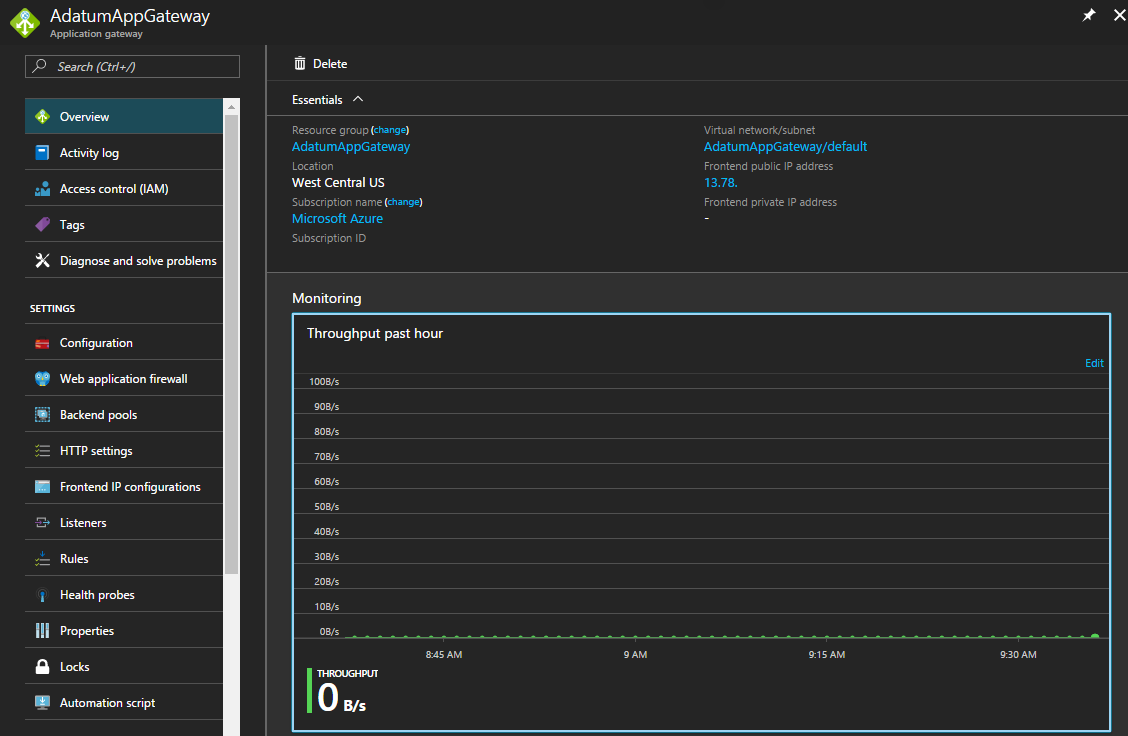 AdatumAppGateway
Application gateway
Search (Ctrl+/)
Overview
Activity log
Access control (IAM)
Tags
Diagnose and solve problems
SETTINGS
Configuration
Web application firewall
Backend pools
HTTP settings
Frontend IP configurations
Listeners
Rules
Health probes
Properties
Locks
Automation script
Delete
Essentials
Resource group (change)
AdatumAppGateway
Location
West Central US
Subscription name (change)
Microsoft Azure
Subscription ID
Virtual network/subnet
AdatumAppGateway/default
Frontend public IP address
13.78.
Frontend private IP address
-
Monitoring
Throughput past hour
Edit
100B/s
90B/s
80B/s
70B/s
60B/s
50B/s
40B/s
30B/s
20B/s
10B/s
0B/s
8:45 AM 9 AM 9:15 AM 9:30 AM
THROUGHPUT
0 B/s